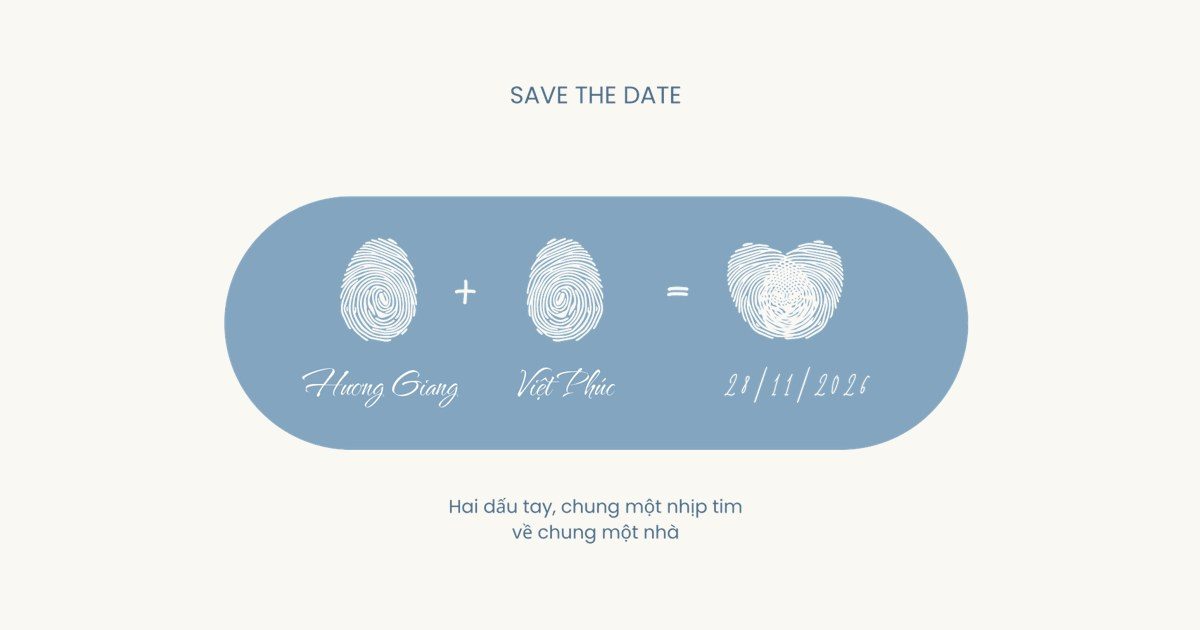 SAVE THE DATE
+ =
Hương Giang Việt Phúc 28/11/2026
Hai dấu tay, chung một nhịp tim
về chung một nhà